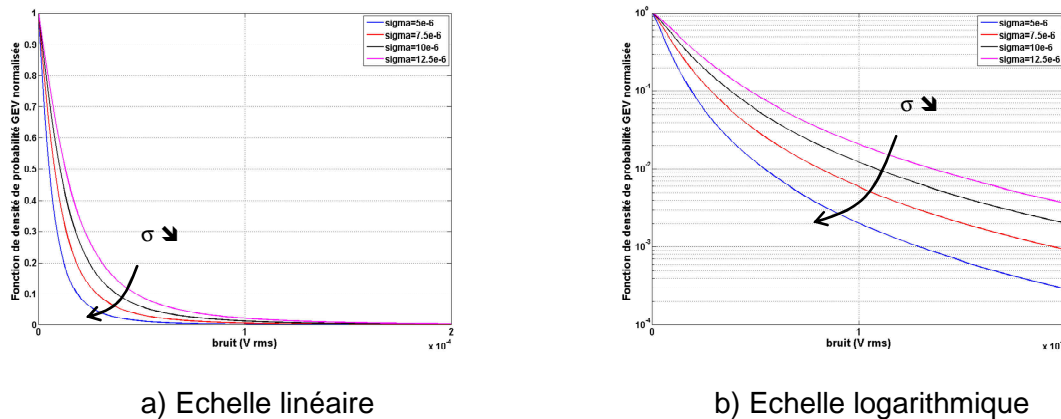 Fonction de densité de probabilité GEV normalisée
1
0.9
0.8
0.7
0.6
0.5
0.4
0.3
0.2
0.1
0
sigma=5e-6
sigma=7.5e-6
sigma=10e-6
sigma=12.5e-6
σ ➘
0 1 2
bruit (V rms)
x 10⁻⁴
a) Echelle linéaire
Fonction de densité de probabilité GEV normalisée
10⁰
10⁻¹
10⁻²
10⁻³
10⁻⁴
sigma=5e-6
sigma=7.5e-6
sigma=10e-6
sigma=12.5e-6
σ ➘
0 1
bruit (V rms)
x 10
b) Echelle logarithmique